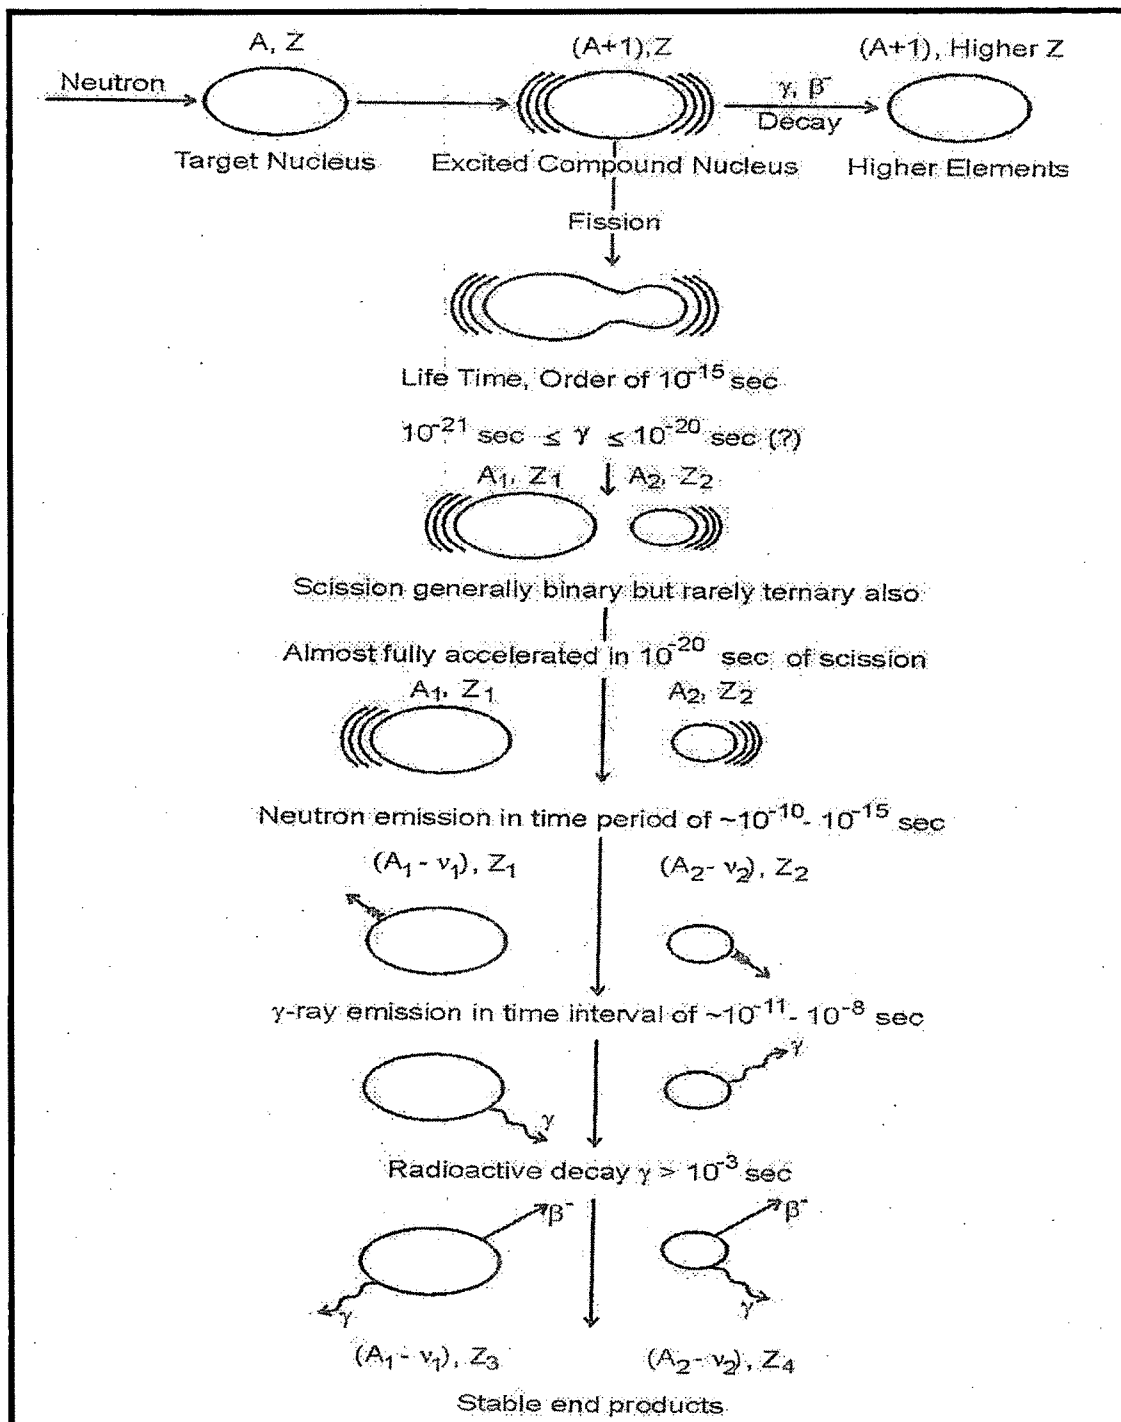 A, Z (A+1),Z (A+1), Higher Z
Neutron γ, β⁻
Decay
Target Nucleus Excited Compound Nucleus Higher Elements
Fission
Life Time, Order of 10⁻¹⁵ sec
10⁻²¹ sec ≤ γ ≤ 10⁻²⁰ sec (?)
A₁, Z₁ A₂, Z₂
Scission generally binary but rarely ternary also
Almost fully accelerated in 10⁻²⁰ sec of scission
A₁, Z₁ A₂, Z₂
Neutron emission in time period of ~10⁻¹⁰- 10⁻¹⁵ sec
(A₁ - ν₁), Z₁ (A₂- ν₂), Z₂
γ-ray emission in time interval of ~10⁻¹¹- 10⁻⁸ sec
γ
γ
Radioactive decay γ > 10⁻³ sec
β⁻ β⁻
γ γ
(A₁ - ν₁), Z₃ (A₂ - ν₂), Z₄
Stable end products